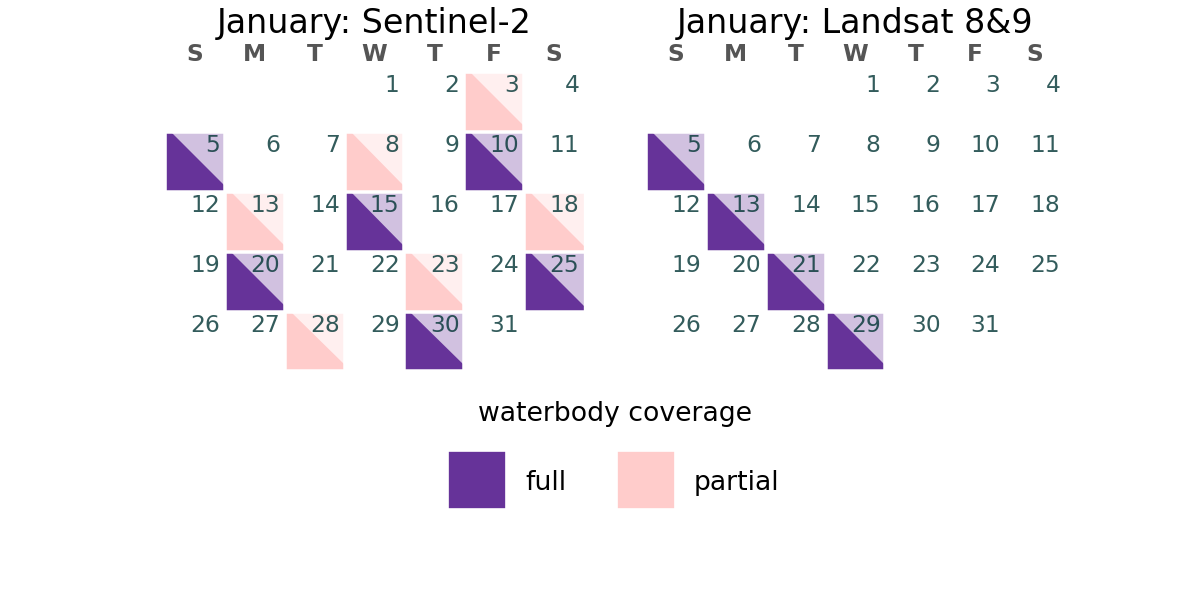 January: Sentinel-2
S M T W T F S
1 2 3 4
5 6 7 8 9 10 11
12 13 14 15 16 17 18
19 20 21 22 23 24 25
26 27 28 29 30 31
January: Landsat 8&9
S M T W T F S
1 2 3 4
5 6 7 8 9 10 11
12 13 14 15 16 17 18
19 20 21 22 23 24 25
26 27 28 29 30 31
waterbody coverage
full partial